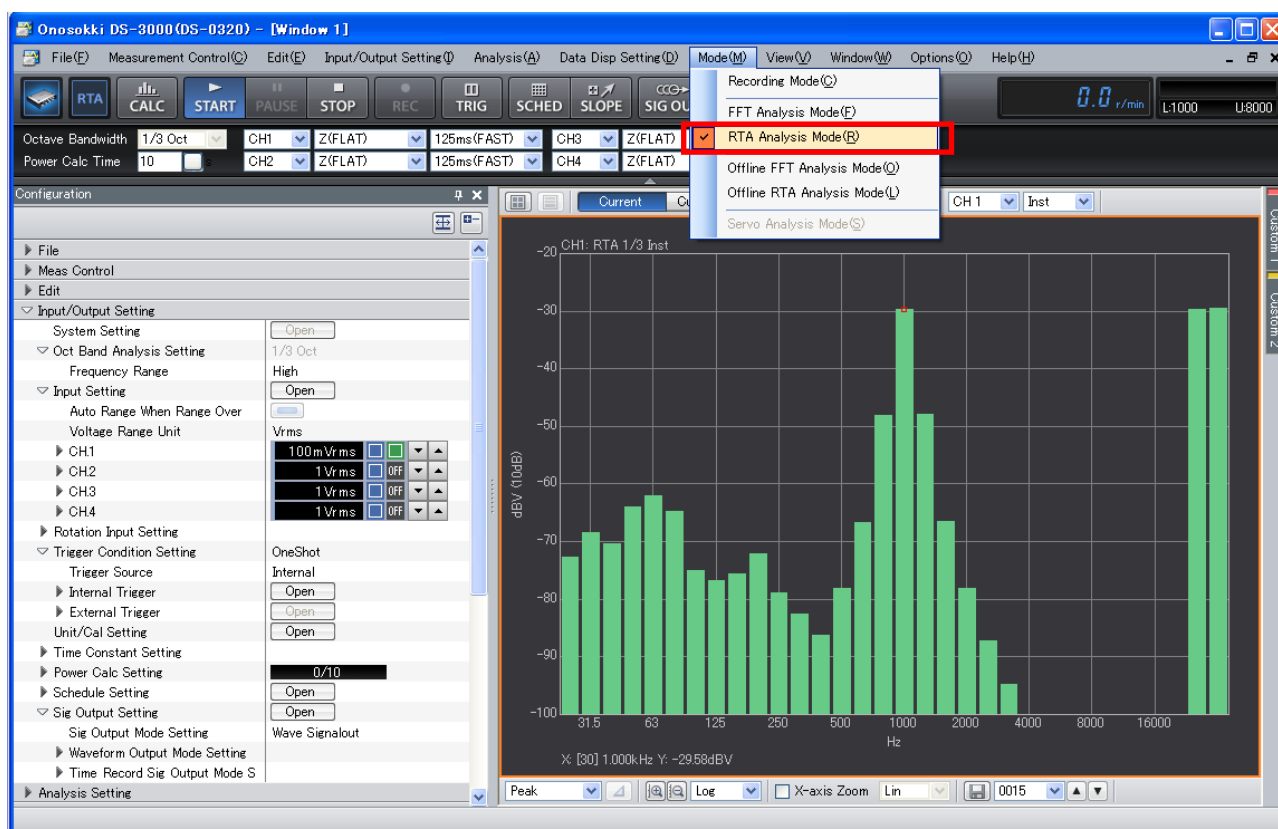 Onosokki DS-3000(DS-0320) - [Window 1]
File(F) Measurement Control(C) Edit(E) Input/Output Setting(I) Analysis(A) Data Disp Setting(D) Mode(M) View(V) Window(W) Options(O) Help(H)
Recording Mode(C)
FFT Analysis Mode(F)
RTA Analysis Mode(R)
Offline FFT Analysis Mode(O)
Offline RTA Analysis Mode(L)
Servo Analysis Mode(S)
RTA CALC START PAUSE STOP REC TRIG SCHED SLOPE SIG OU 0.0 r/min L:1000 U:8000
Octave Bandwidth 1/3 Oct CH1 Z(FLAT) 125ms(FAST) CH3 Z(FLAT)
Power Calc Time 10 s CH2 Z(FLAT) 125ms(FAST) CH4 Z(FLAT)
Configuration
Current Cu CH 1 Inst
Custom 1
Custom 2
File
Meas Control
Edit
Input/Output Setting
System Setting Open
Oct Band Analysis Setting 1/3 Oct
Frequency Range High
Input Setting Open
Auto Range When Range Over
Voltage Range Unit Vrms
CH.1 100mVrms
CH.2 1Vrms OFF
CH.3 1Vrms OFF
CH.4 1Vrms OFF
Rotation Input Setting
Trigger Condition Setting OneShot
Trigger Source Internal
Internal Trigger Open
External Trigger Open
Unit/Cal Setting Open
Time Constant Setting
Power Calc Setting 0/10
Schedule Setting Open
Sig Output Setting Open
Sig Output Mode Setting Wave Signalout
Waveform Output Mode Setting
Time Record Sig Output Mode S
Analysis Setting
CH1: RTA 1/3 Inst
-20
-30
-40
-50
-60
-70
-80
-90
-100
dBV (10dB)
31.5 63 125 250 500 1000 2000 4000 8000 16000
Hz
X: [30] 1.000kHz Y: -29.58dBV
Peak Log X-axis Zoom Lin 0015